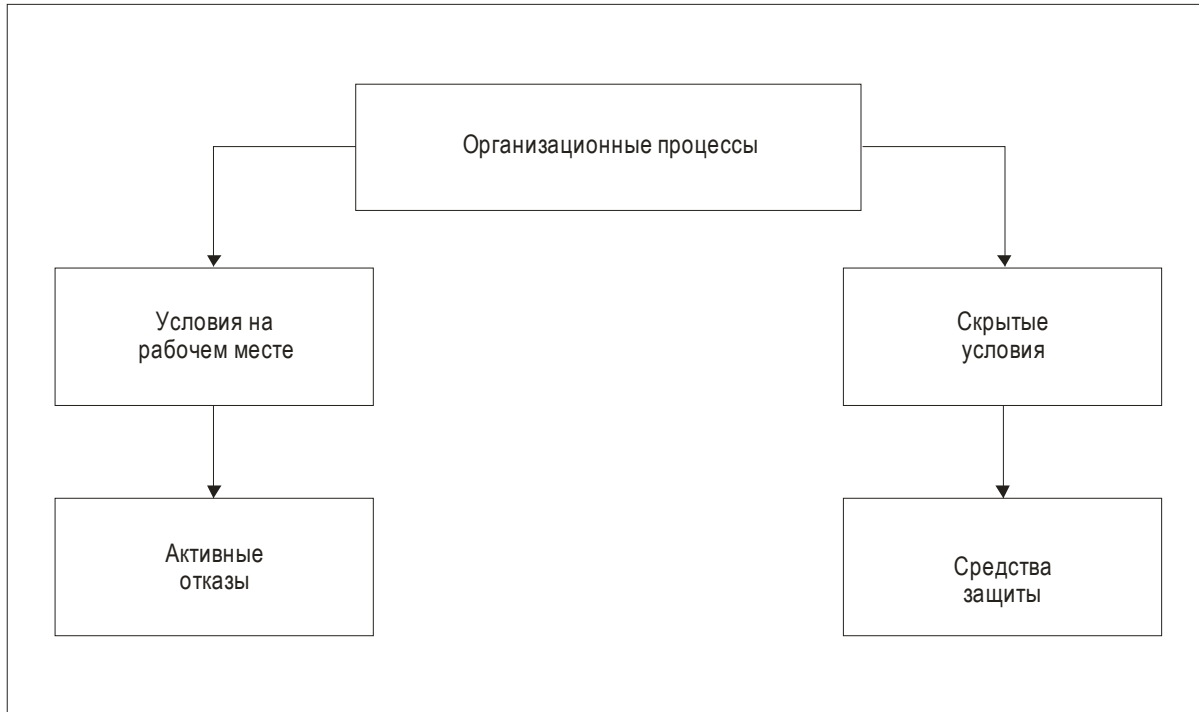 Организационные процессы
Условия на
рабочем месте
Скрытые
условия
Активные
отказы
Средства
защиты